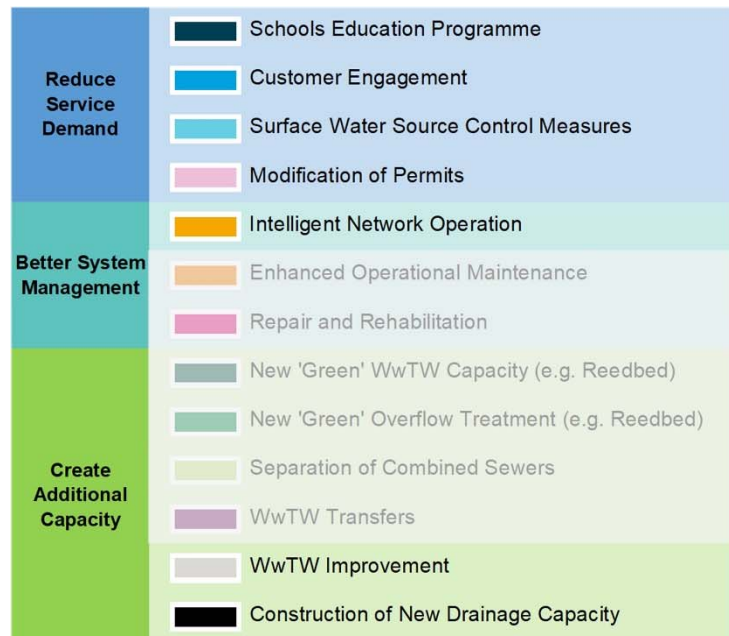 Reduce
Service
Demand
Schools Education Programme
Customer Engagement
Surface Water Source Control Measures
Modification of Permits
Better System
Management
Intelligent Network Operation
Enhanced Operational Maintenance
Repair and Rehabilitation
Create
Additional
Capacity
New 'Green' WwTW Capacity (e.g. Reedbed)
New 'Green' Overflow Treatment (e.g. Reedbed)
Separation of Combined Sewers
WwTW Transfers
WwTW Improvement
Construction of New Drainage Capacity